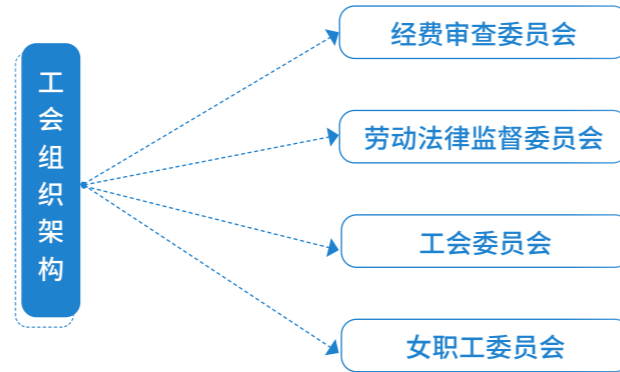 工会组织架构
经费审查委员会
劳动法律监督委员会
工会委员会
女职工委员会